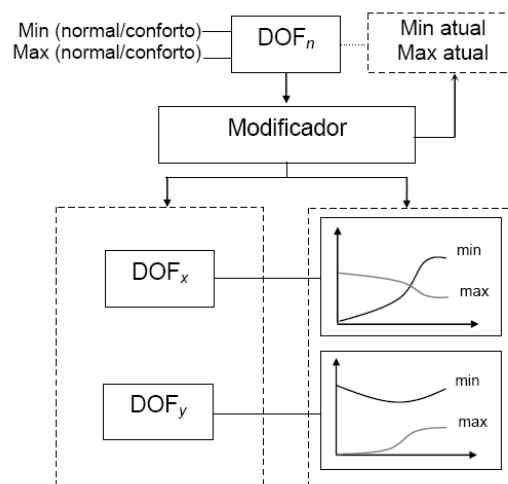 Min (normal/conforto)
Max (normal/conforto)
DOFn
Min atual
Max atual
Modificador
DOFx
min
max
DOFy
min
max